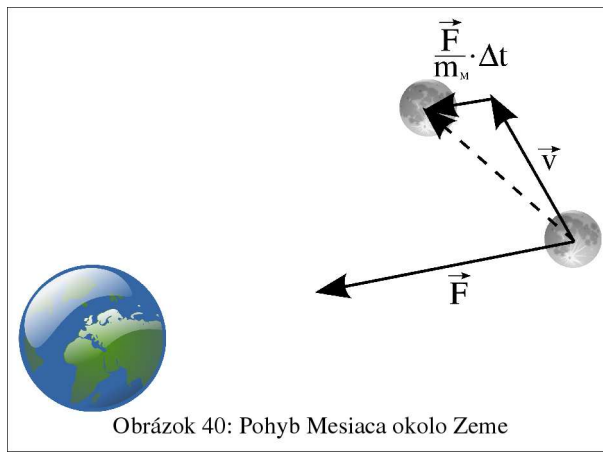 F⃗
m_M · Δt
v⃗
F⃗
Obrázok 40: Pohyb Mesiaca okolo Zeme